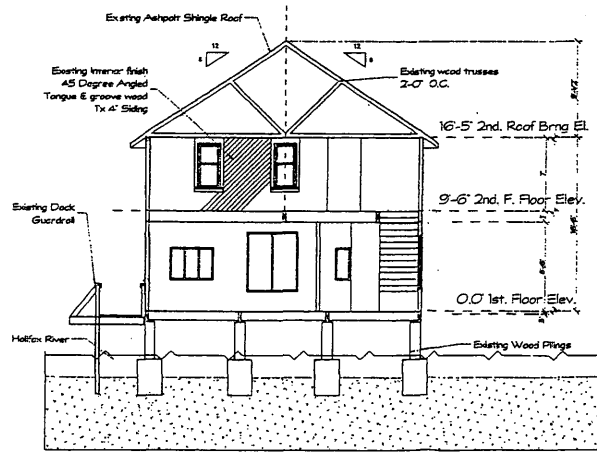 Existing Ashpalt Shingle Roof
12
12
8
8
Existing Interior finish
45 Degree Angled
Tongue & groove wood
1x 4" Siding
Existing wood trusses
2'-0" O.C.
16'-5" 2nd. Roof Brng El.
9'-6" 2nd. F. Floor Elev.
Existing Dock
Guardrail
0.0' 1st. Floor Elev.
Halifax River
Existing Wood Pilings